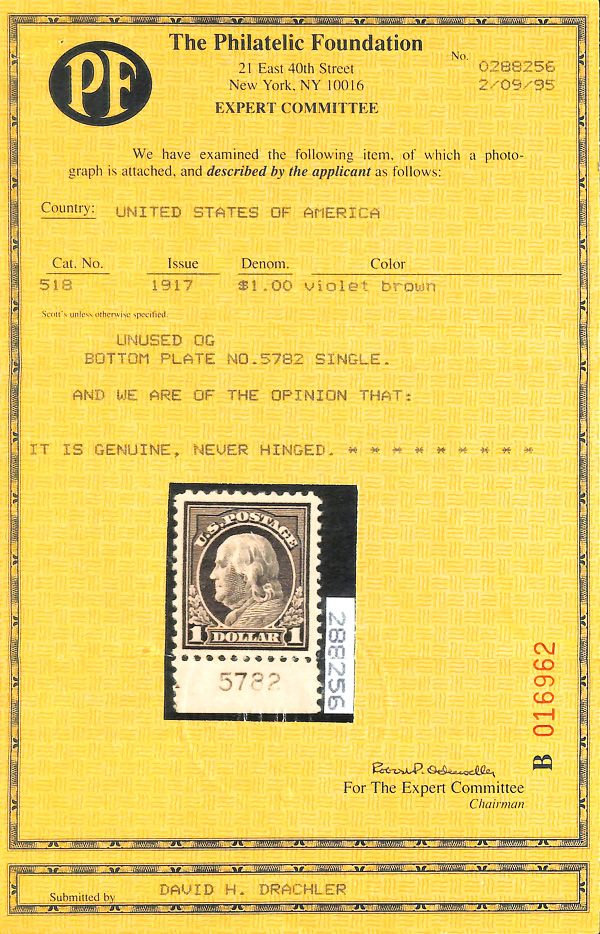 PF
The Philatelic Foundation
21 East 40th Street
New York, NY 10016
EXPERT COMMITTEE
No. 0288256
2/09/95
We have examined the following item, of which a photo-
graph is attached, and described by the applicant as follows:
Country: UNITED STATES OF AMERICA
Cat. No. Issue Denom. Color
518 1917 $1.00 violet brown
Scott's unless otherwise specified.
UNUSED OG
BOTTOM PLATE NO.5782 SINGLE.
AND WE ARE OF THE OPINION THAT:
IT IS GENUINE, NEVER HINGED. * * * * * * * * *
U.S. POSTAGE
1 DOLLAR 1
5782
288256
B 016962
For The Expert Committee
Chairman
Submitted by DAVID H. DRACHLER